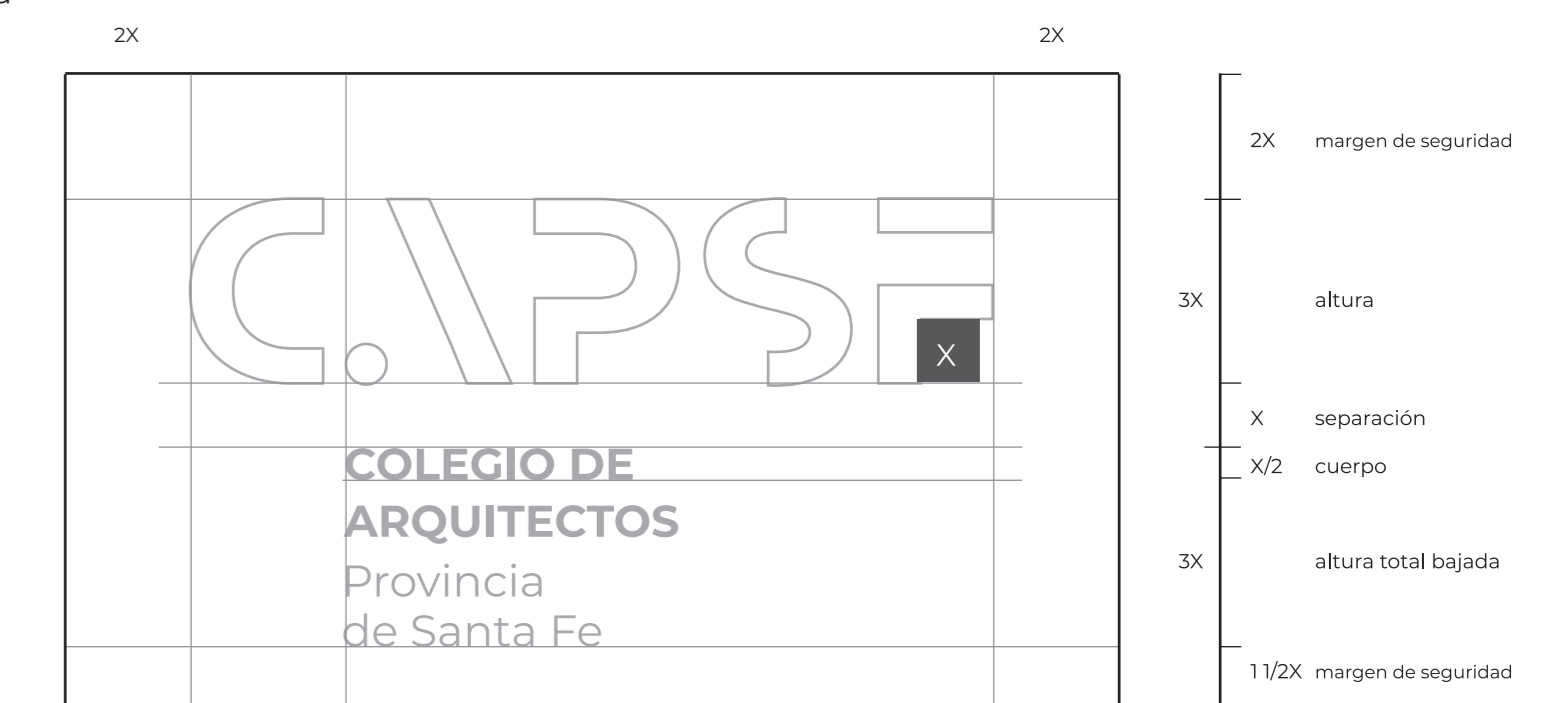 2X 2X
2X margen de seguridad
C.APSF
3X altura
X
X separación
COLEGIO DE
X/2 cuerpo
ARQUITECTOS
3X altura total bajada
Provincia
de Santa Fe
1 1/2X margen de seguridad